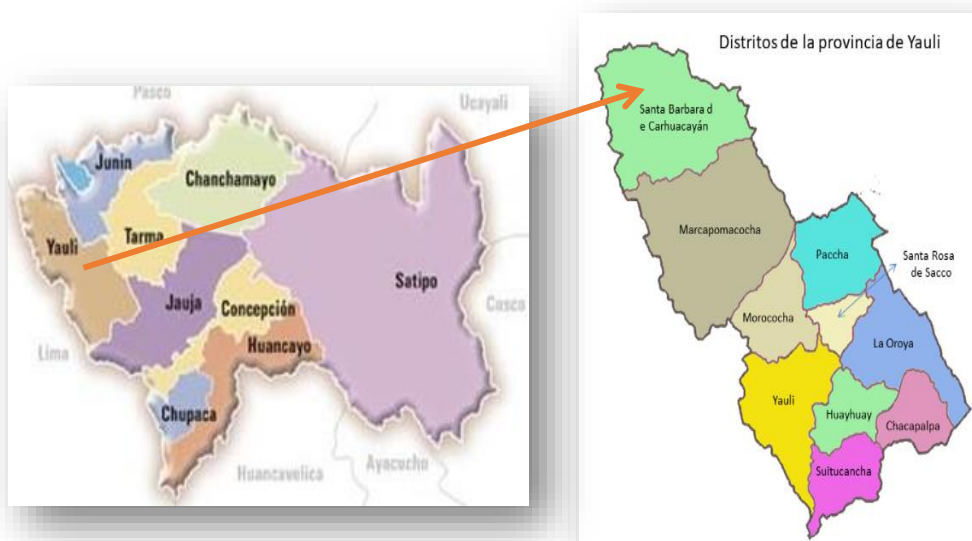 Distritos de la provincia de Yauli
Pasco
Ucayali
Junín
Chanchamayo
Yauli
Tarma
Jauja
Concepción
Satipo
Cusco
Lima
Huancayo
Chupaca
Huancavelica
Ayacucho
Santa Barbara d
e Carhuacayán
Marcapomacocha
Paccha
Santa Rosa
de Sacco
Morococha
La Oroya
Yauli
Huayhuay
Chacapalpa
Suitucancha